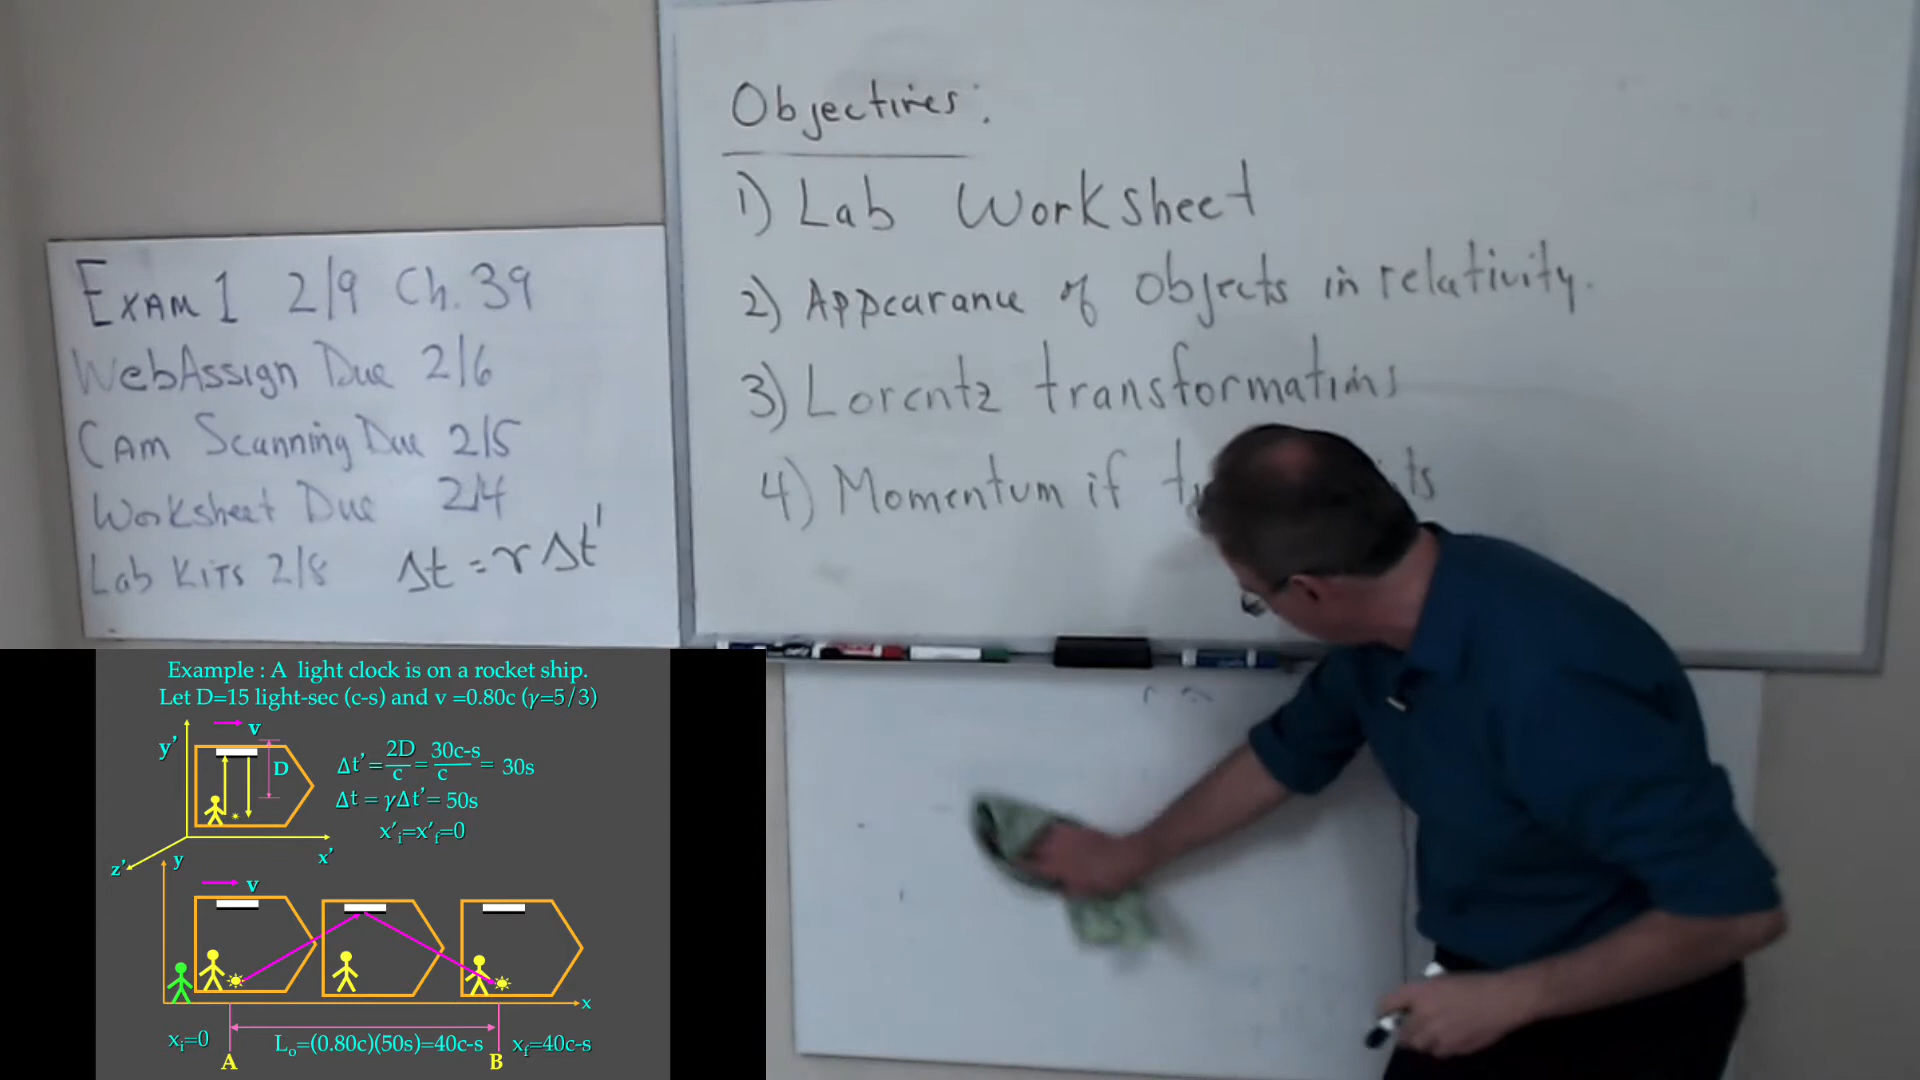 Objectives:
1) Lab Worksheet
2) Appearance of Objects in relativity.
3) Lorentz transformations
4) Momentum if
Exam 1 2/9 Ch. 39
WebAssign Due 2/6
Cam Scanning Due 2/5
Worksheet Due 2/4
Lab Kits 2/8 Δt = γΔt'
Example : A light clock is on a rocket ship.
Let D=15 light-sec (c-s) and v =0.80c (γ=5/3)
v
y'
D
Δt' = 2D/c = 30c-s/c = 30s
Δt = γΔt'= 50s
x'i=x'f=0
x'
z'
y
v
x
xi=0
Lo=(0.80c)(50s)=40c-s
xf=40c-s
A
B